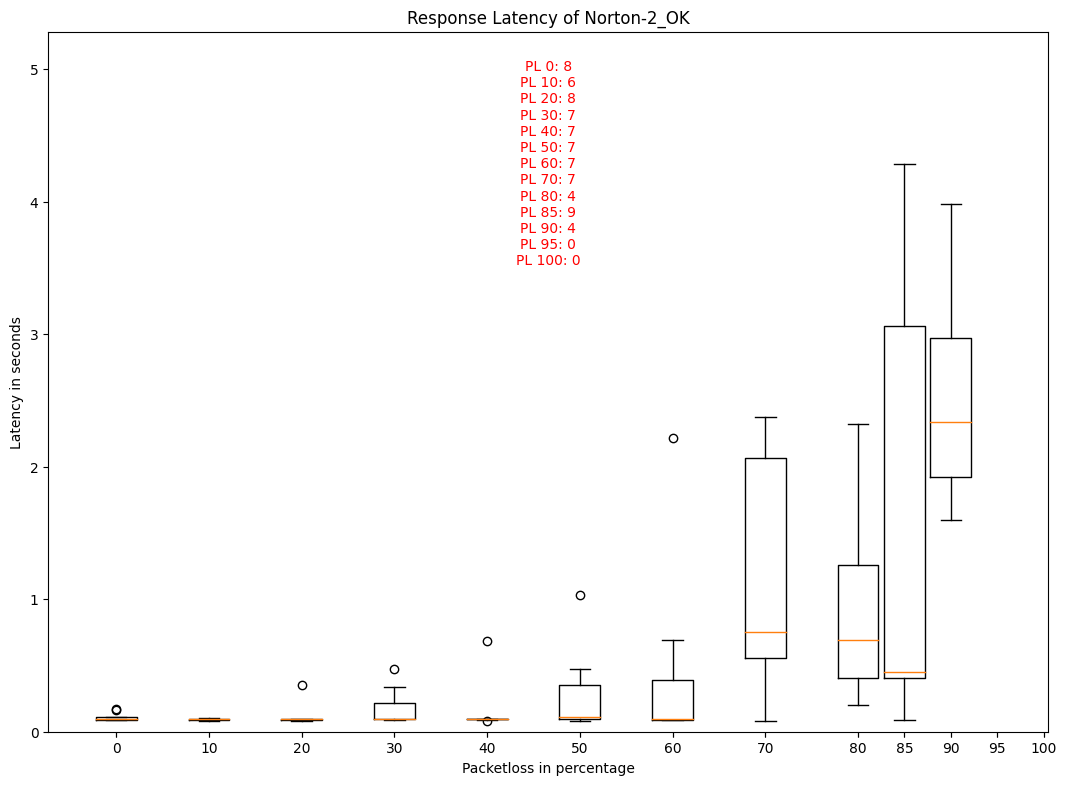 Response Latency of Norton-2_OK
PL 0: 8
PL 10: 6
PL 20: 8
PL 30: 7
PL 40: 7
PL 50: 7
PL 60: 7
PL 70: 7
PL 80: 4
PL 85: 9
PL 90: 4
PL 95: 0
PL 100: 0
Latency in seconds
5
4
3
2
1
0
0 10 20 30 40 50 60 70 80 85 90 95 100
Packetloss in percentage